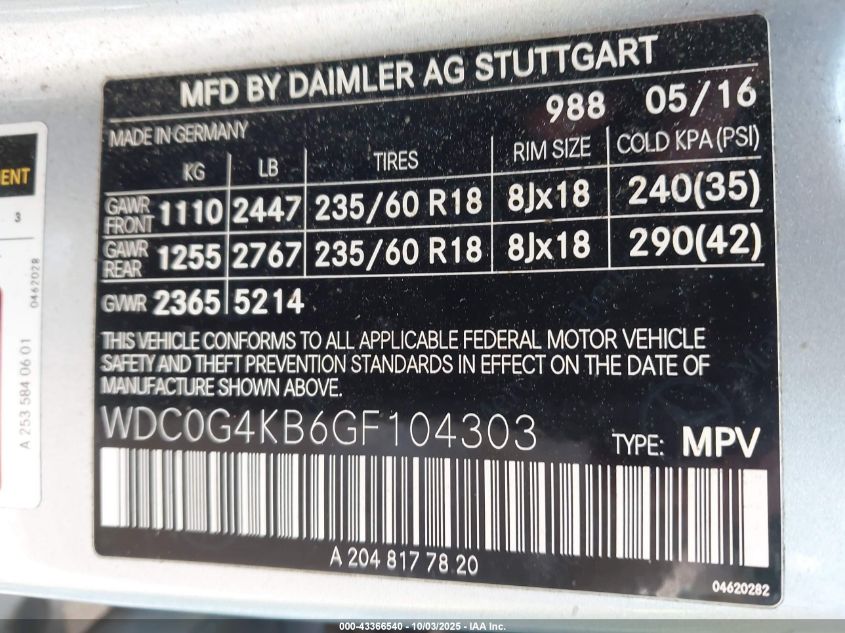 MFD BY DAIMLER AG STUTTGART
988 05/16
MADE IN GERMANY
KG LB TIRES RIM SIZE COLD KPA (PSI)
GAWR FRONT 1110 2447 235/60 R18 8Jx18 240(35)
GAWR REAR 1255 2767 235/60 R18 8Jx18 290(42)
GVWR 2365 5214
THIS VEHICLE CONFORMS TO ALL APPLICABLE FEDERAL MOTOR VEHICLE
SAFETY AND THEFT PREVENTION STANDARDS IN EFFECT ON THE DATE OF
MANUFACTURE SHOWN ABOVE.
WDC0G4KB6GF104303
TYPE: MPV
A 204 817 78 20
04620282
3
0462028
A 253 584 06 01
000-43366540 - 10/03/2025 - IAA Inc.